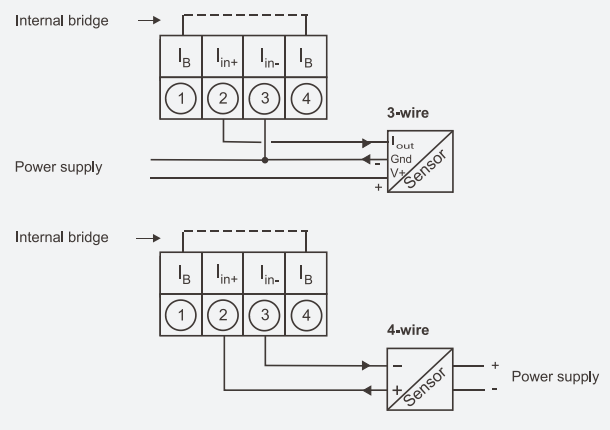 Internal bridge
I_B I_in+ I_in- I_B
1 2 3 4
3-wire
I_out
Gnd
-
V+
Sensor
Power supply
+
Internal bridge
I_B I_in+ I_in- I_B
1 2 3 4
4-wire
- +
Sensor
Power supply
+ -